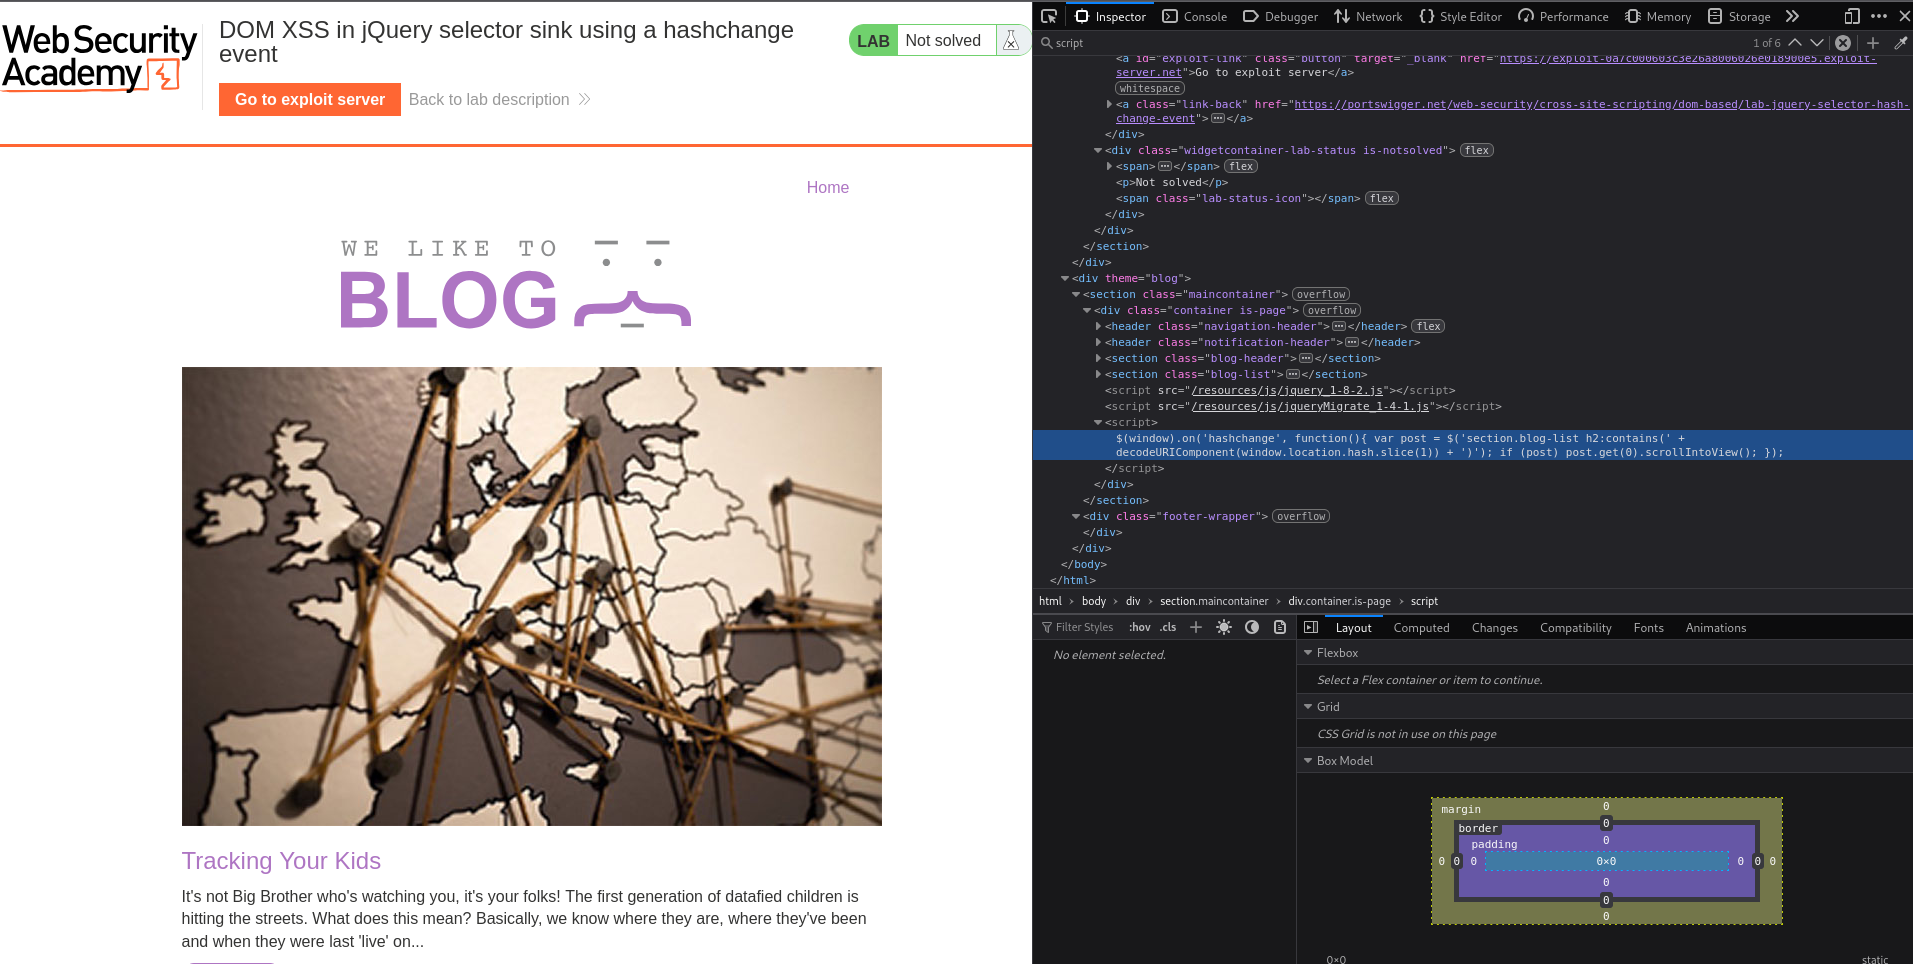 Web Security
Academy
DOM XSS in jQuery selector sink using a hashchange
event
LAB Not solved
Go to exploit server Back to lab description
Home
WE LIKE TO
BLOG
Tracking Your Kids
It's not Big Brother who's watching you, it's your folks! The first generation of datafied children is
hitting the streets. What does this mean? Basically, we know where they are, where they've been
and when they were last 'live' on...
Inspector Console Debugger Network Style Editor Performance Memory Storage
script 1 of 6
<a id="exploit-link" class="button" target="_blank" href="https://exploit-0a7c000603c3e26a8006026e018900e5.exploit-
server.net">Go to exploit server</a>
whitespace
<a class="link-back" href="https://portswigger.net/web-security/cross-site-scripting/dom-based/lab-jquery-selector-hash-
change-event">…</a>
</div>
<div class="widgetcontainer-lab-status is-notsolved"> flex
<span>…</span> flex
<p>Not solved</p>
<span class="lab-status-icon"></span> flex
</div>
</div>
</section>
</div>
<div theme="blog">
<section class="maincontainer"> overflow
<div class="container is-page"> overflow
<header class="navigation-header">…</header> flex
<header class="notification-header">…</header>
<section class="blog-header">…</section>
<section class="blog-list">…</section>
<script src="/resources/js/jquery_1-8-2.js"></script>
<script src="/resources/js/jqueryMigrate_1-4-1.js"></script>
<script>
$(window).on('hashchange', function(){ var post = $('section.blog-list h2:contains(' +
decodeURIComponent(window.location.hash.slice(1)) + ')'); if (post) post.get(0).scrollIntoView(); });
</script>
</div>
</section>
<div class="footer-wrapper"> overflow
</div>
</div>
</body>
</html>
html › body › div › section.maincontainer › div.container.is-page › script
Filter Styles :hov .cls +
No element selected.
Layout Computed Changes Compatibility Fonts Animations
Flexbox
Select a Flex container or item to continue.
Grid
CSS Grid is not in use on this page
Box Model
margin 0
border 0
padding 0
0 0 0 0×0 0 0 0
0
0
0
0×0 static